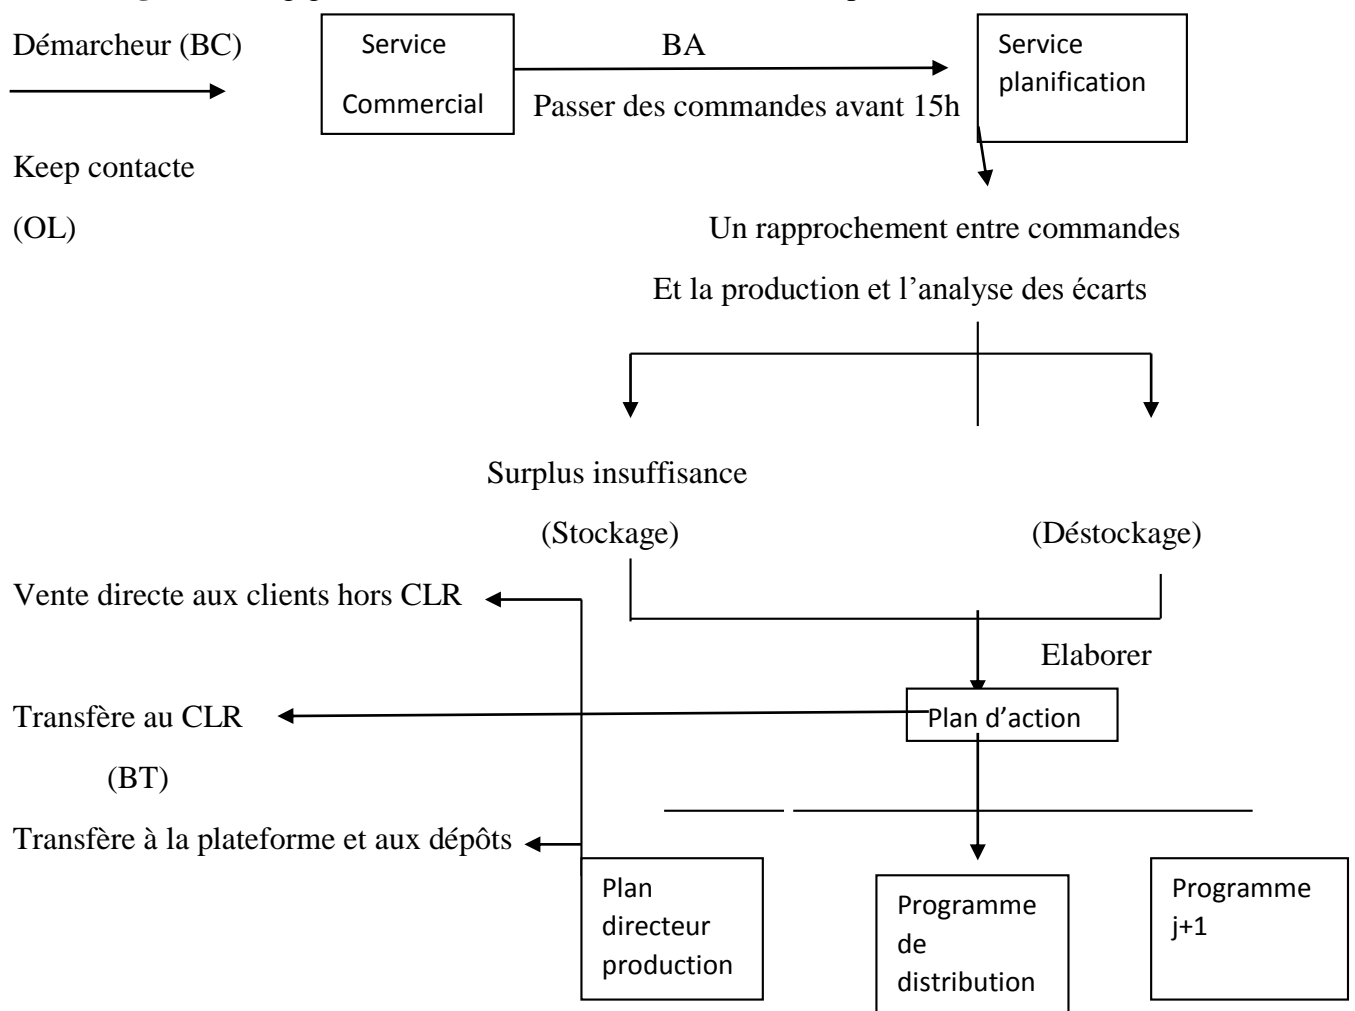 Démarcheur (BC)
Service
Commercial
BA
Passer des commandes avant 15h
Service
planification
Keep contacte
(OL)
Un rapprochement entre commandes
Et la production et l’analyse des écarts
Surplus insuffisance
(Stockage)
(Déstockage)
Vente directe aux clients hors CLR
Elaborer
Transfère au CLR
Plan d’action
(BT)
Transfère à la plateforme et aux dépôts
Plan
directeur
production
Programme
de
distribution
Programme
j+1